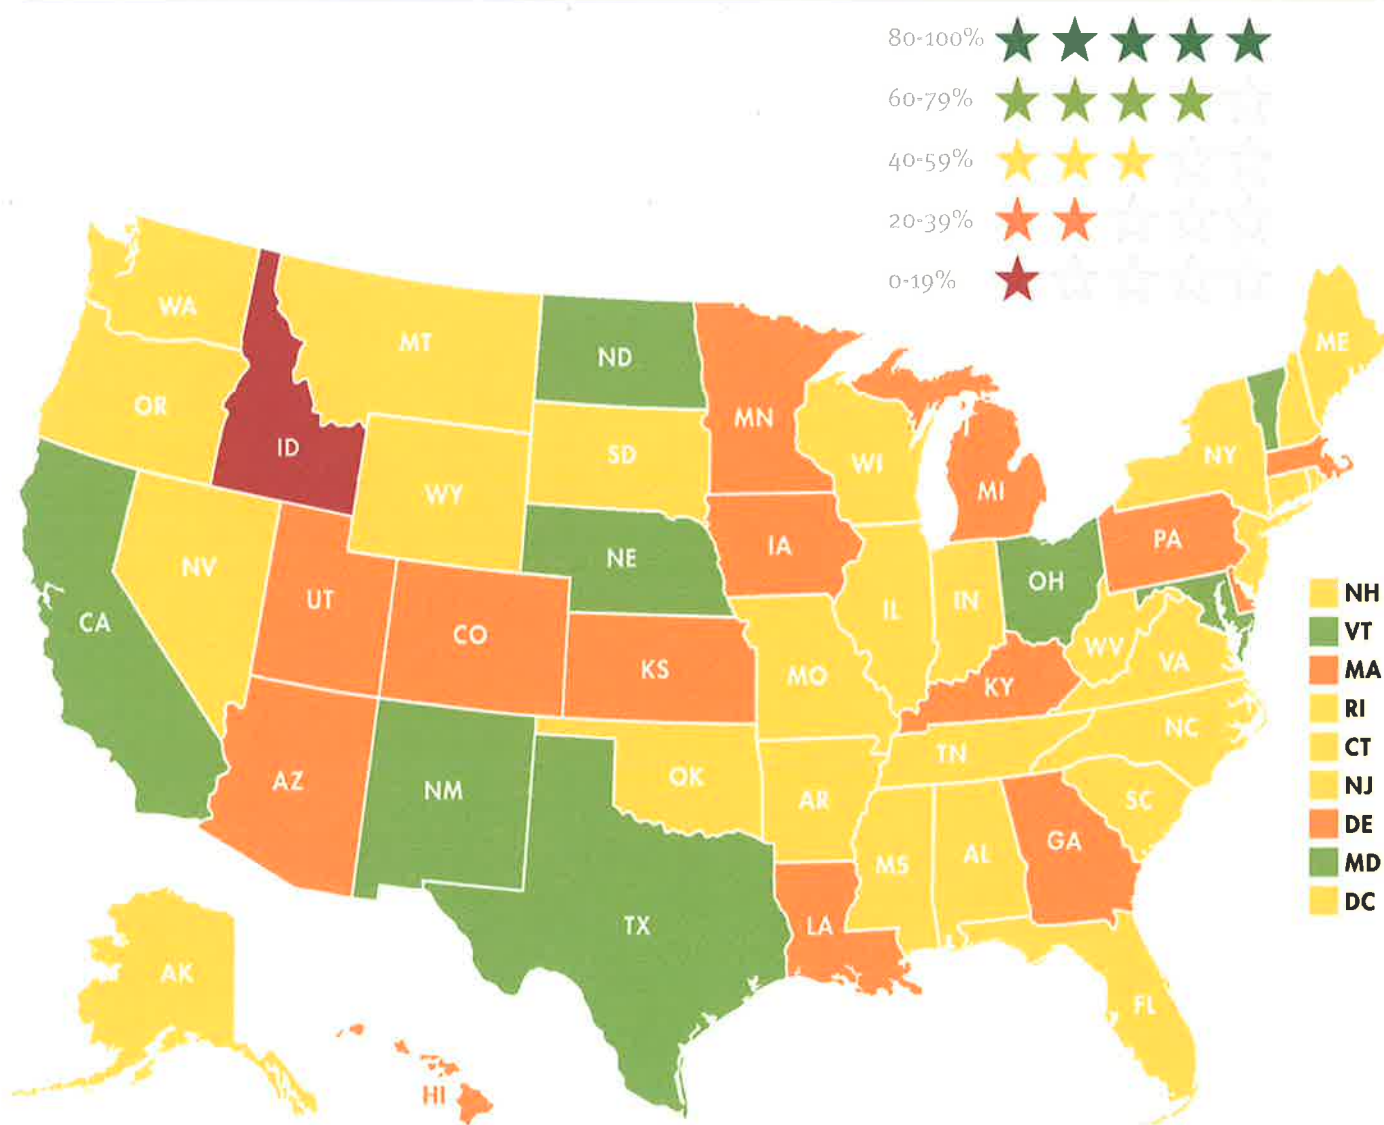 80-100%
60-79%
40-59%
20-39%
0-19%
WA
MT
ND
ME
OR
ID
MN
SD
WI
NY
WY
MI
NV
NE
IA
PA
UT
IL
IN
OH
NH
CA
CO
VT
KS
MO
WV
VA
MA
KY
RI
NC
TN
CT
AZ
NM
OK
AR
SC
NJ
GA
DE
MS
AL
MD
TX
LA
DC
AK
FL
HI